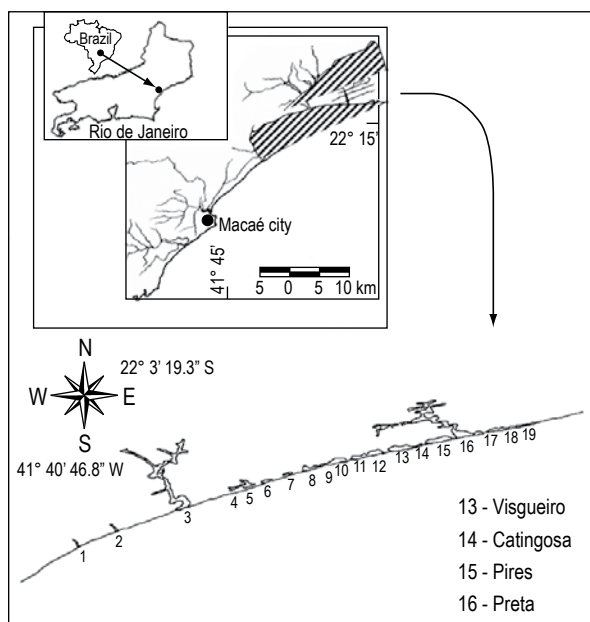 Brazil
Rio de Janeiro
22° 15'
Macaé city
41° 45'
5 0 5 10 km
N
22° 3' 19.3" S
W E
S
41° 40' 46.8" W
1 2 3 4 5 6 7 8 9 10 11 12 13 14 15 16 17 18 19
13 - Visgueiro
14 - Catingosa
15 - Pires
16 - Preta